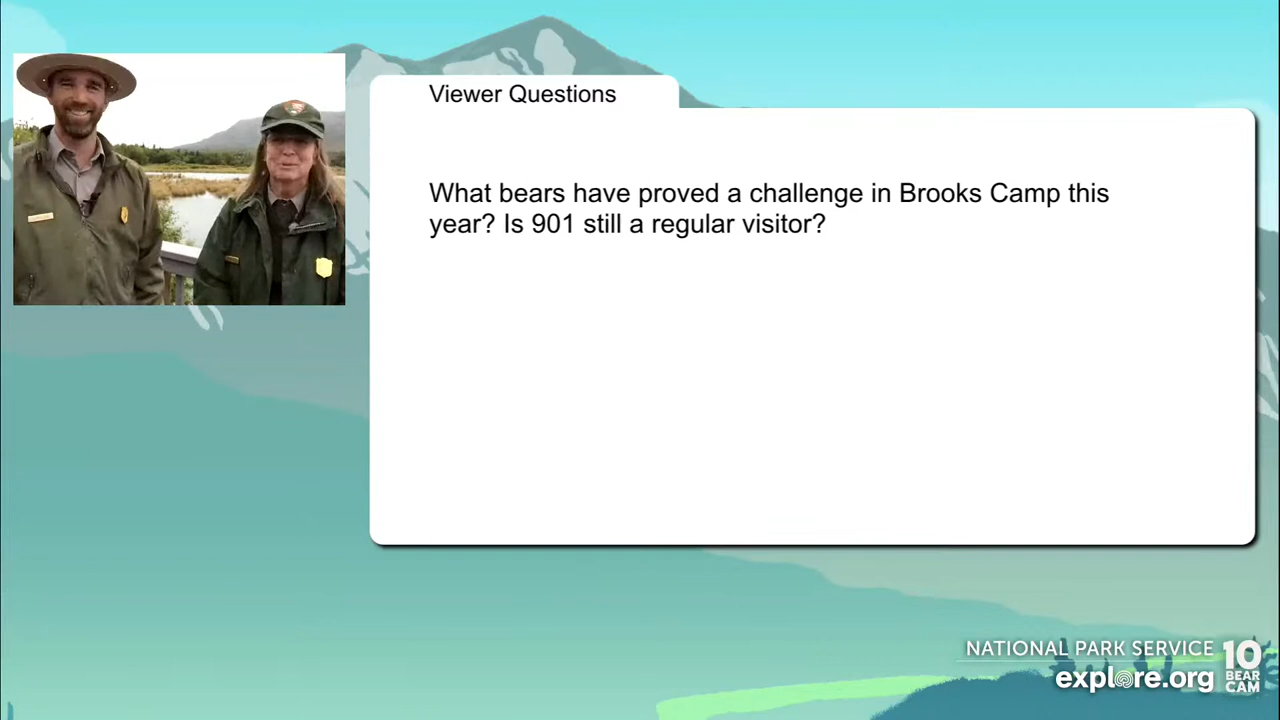 Viewer Questions
What bears have proved a challenge in Brooks Camp this
year? Is 901 still a regular visitor?
NATIONAL PARK SERVICE
explore.org
10
BEAR
CAM